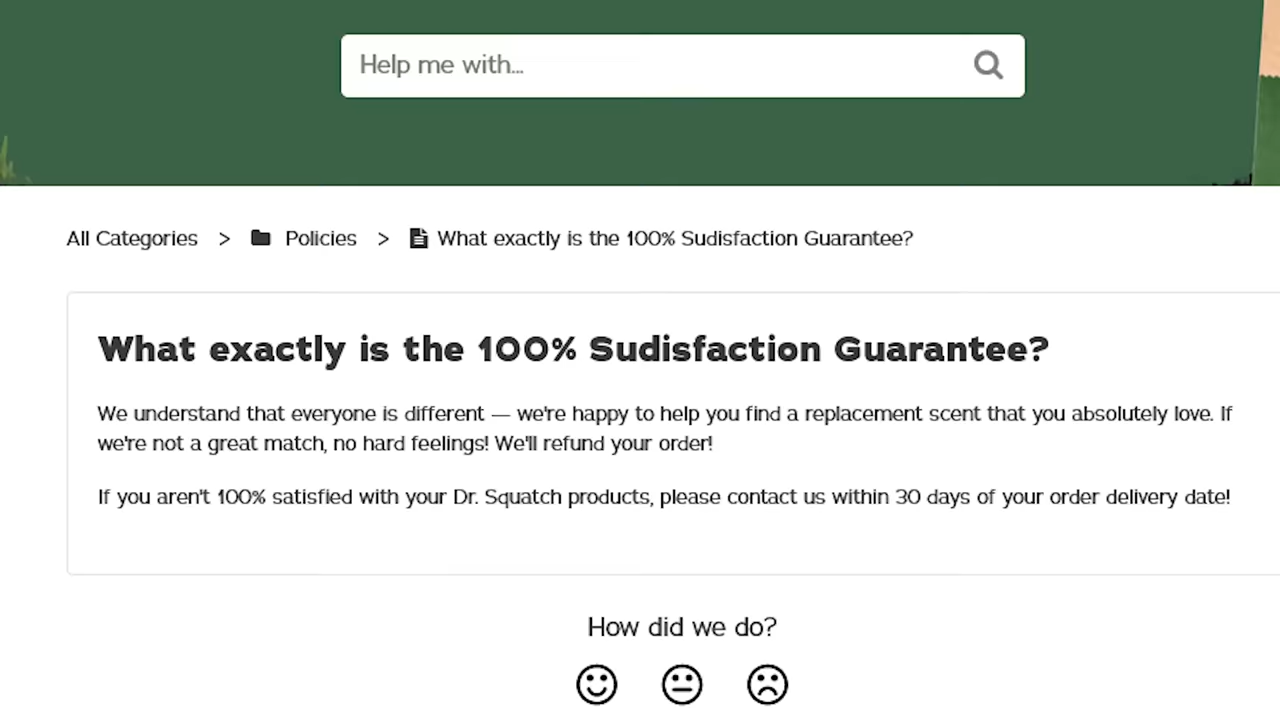 Help me with...
All Categories > Policies > What exactly is the 100% Sudisfaction Guarantee?
What exactly is the 100% Sudisfaction Guarantee?
We understand that everyone is different — we're happy to help you find a replacement scent that you absolutely love. If
we're not a great match, no hard feelings! We'll refund your order!
If you aren't 100% satisfied with your Dr. Squatch products, please contact us within 30 days of your order delivery date!
How did we do?